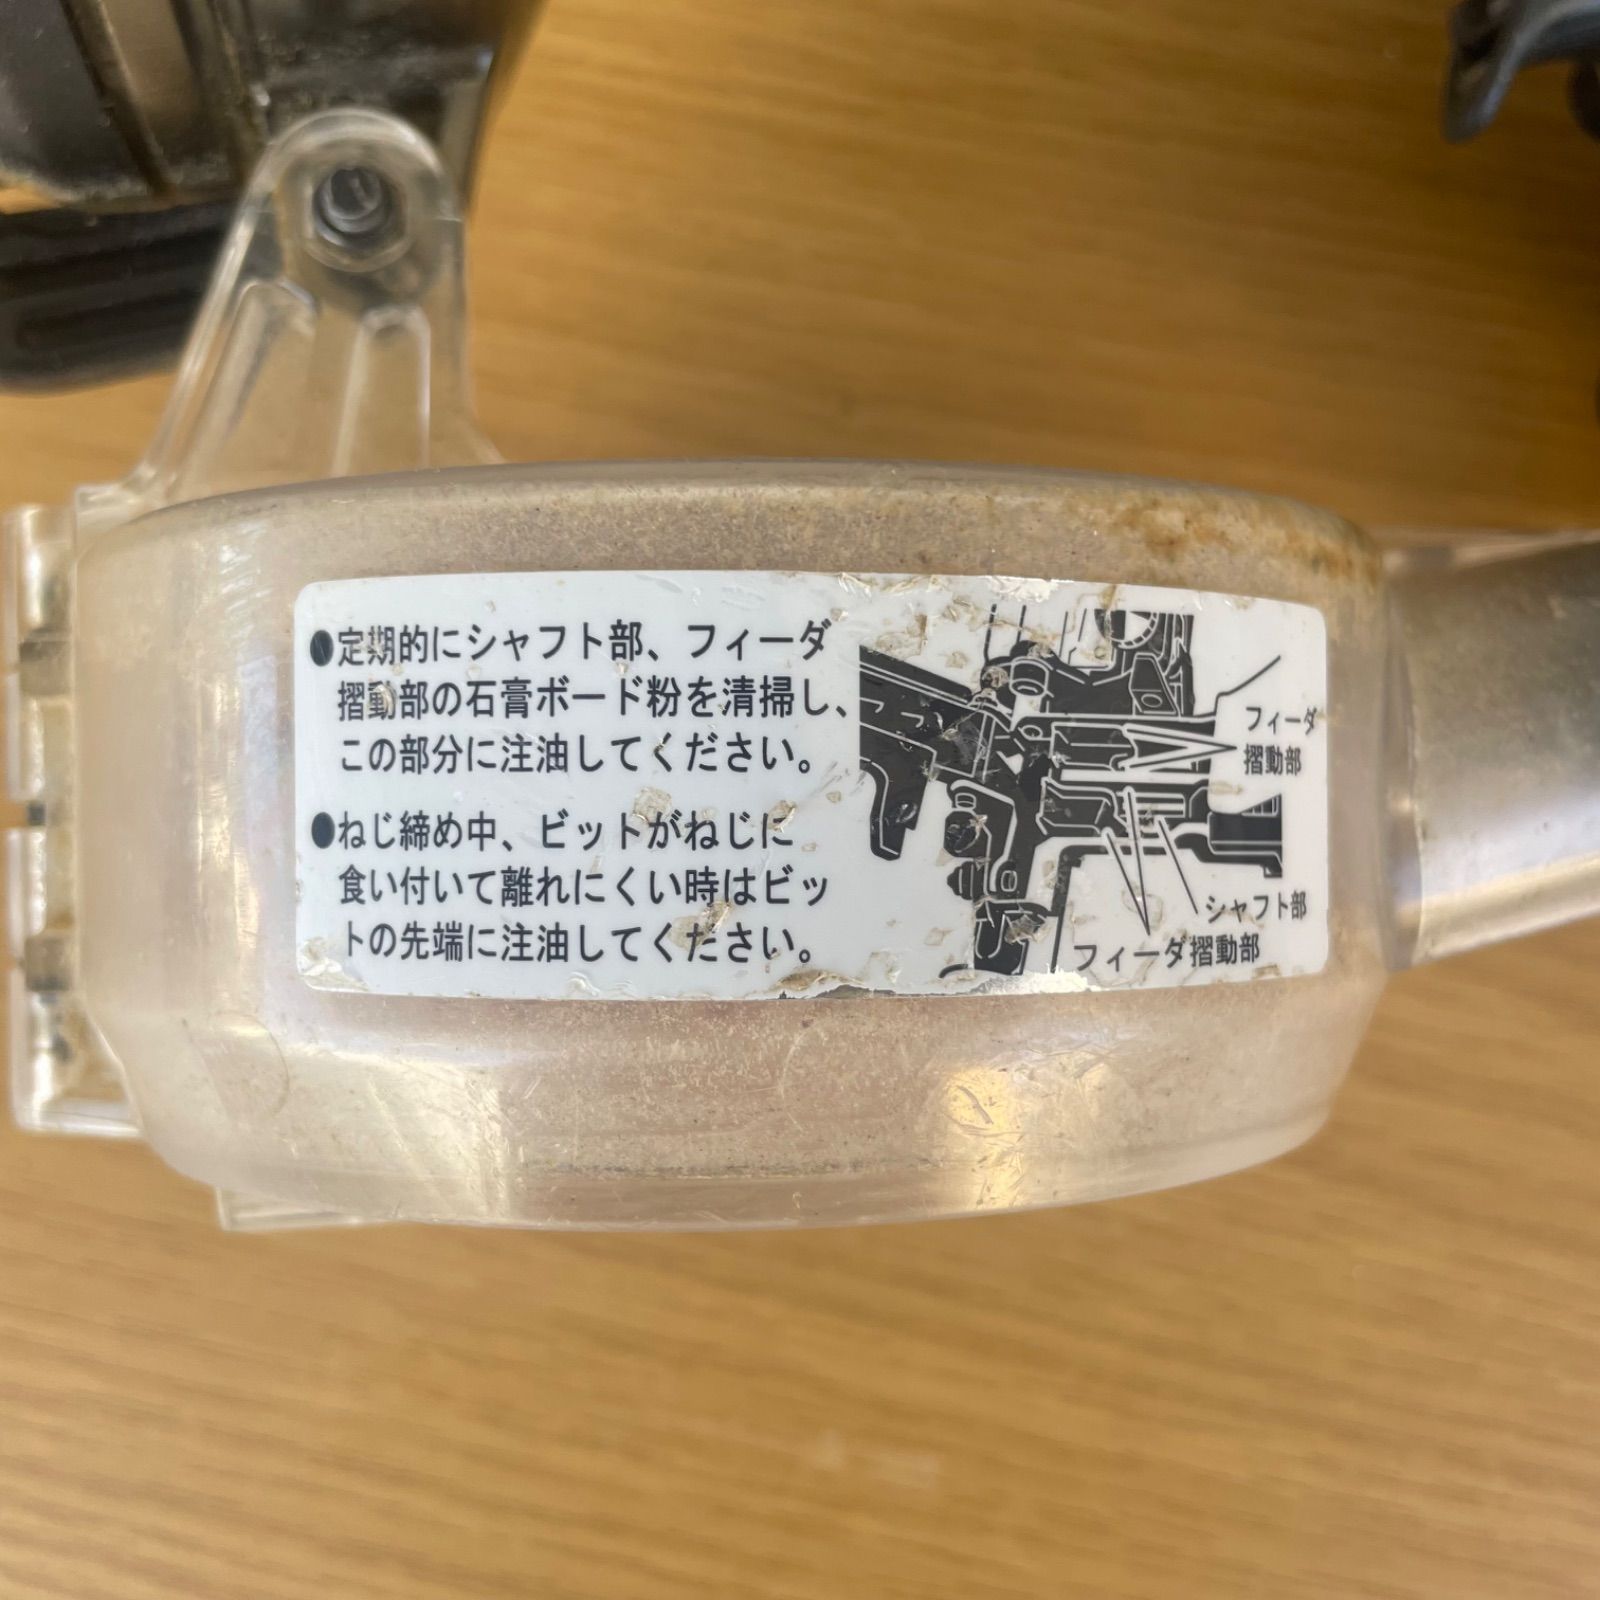 ●定期的にシャフト部、フィーダ
摺動部の石膏ボード粉を清掃し、
この部分に注油してください。
●ねじ締め中、ビットがねじに
食い付いて離れにくい時はビッ
トの先端に注油してください。
フィーダ
摺動部
シャフト部
フィーダ摺動部